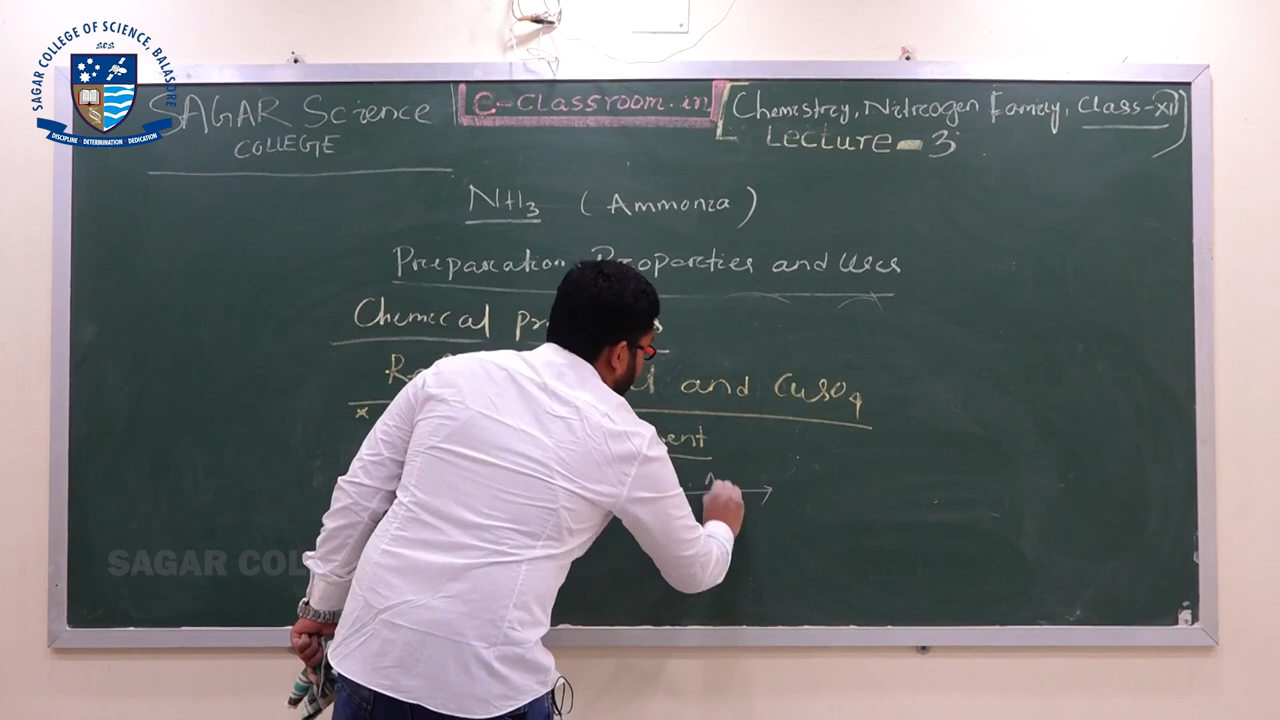 SAGAR COLLEGE OF SCIENCE, BALASORE
SCS
DISCIPLINE · DETERMINATION · DEDICATION
SAGAR Science
COLLEGE
e-classroom.in
[Chemistry, Nitrogen Family, Class-XII]
Lecture - 3
NH3 (Ammonia)
Preparation Properties and Uses
Chemical
and CuSO4
SAGAR